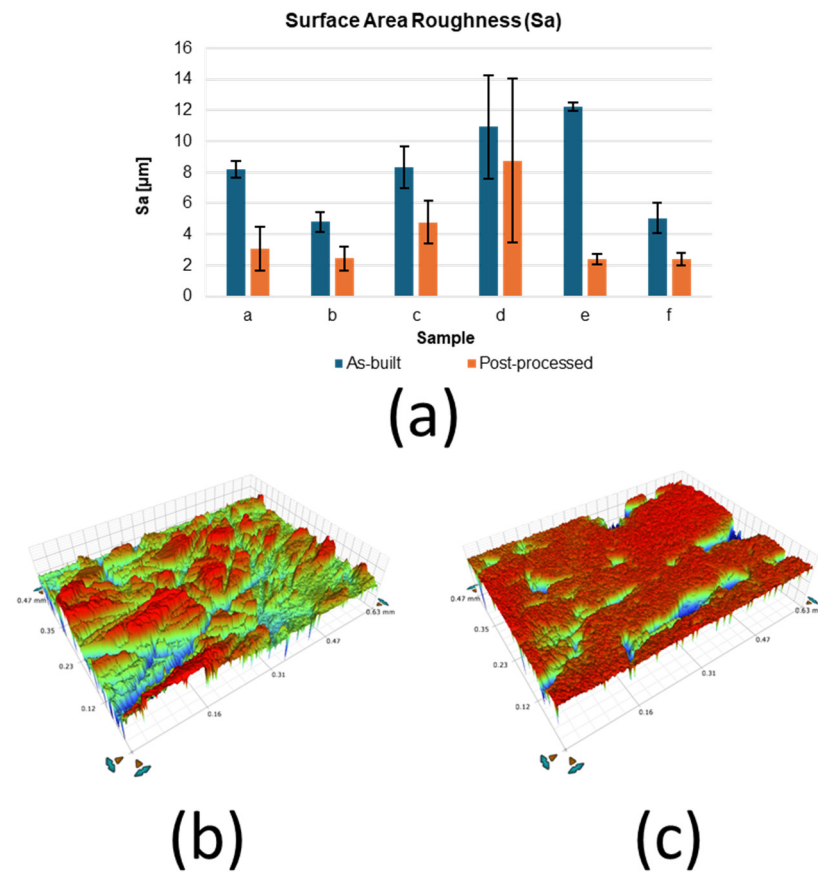 Surface Area Roughness (Sa)
16
14
12
10
8
6
4
2
0
Sa [µm]
a b c d e f
Sample
As-built Post-processed
(a)
0.47 mm
0.35
0.23
0.12
0.16
0.31
0.47
0.63 mm
0.47 mm
0.35
0.23
0.12
0.16
0.31
0.47
0.63 mm
(b) (c)